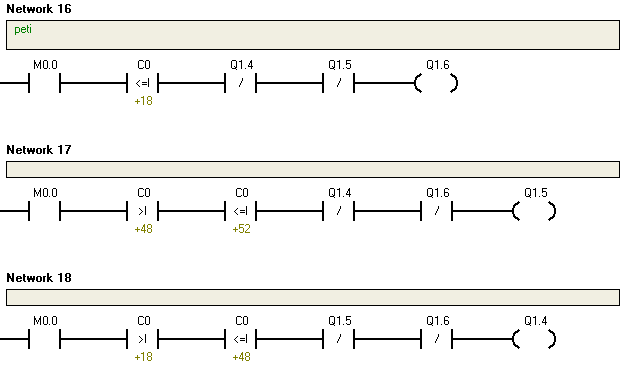 Network 16
peti
M0.0 C0 Q1.4 Q1.5 Q1.6
<=I / /
+18
Network 17
M0.0 C0 C0 Q1.4 Q1.6 Q1.5
>I <=I / /
+48 +52
Network 18
M0.0 C0 C0 Q1.5 Q1.6 Q1.4
>I <=I / /
+18 +48